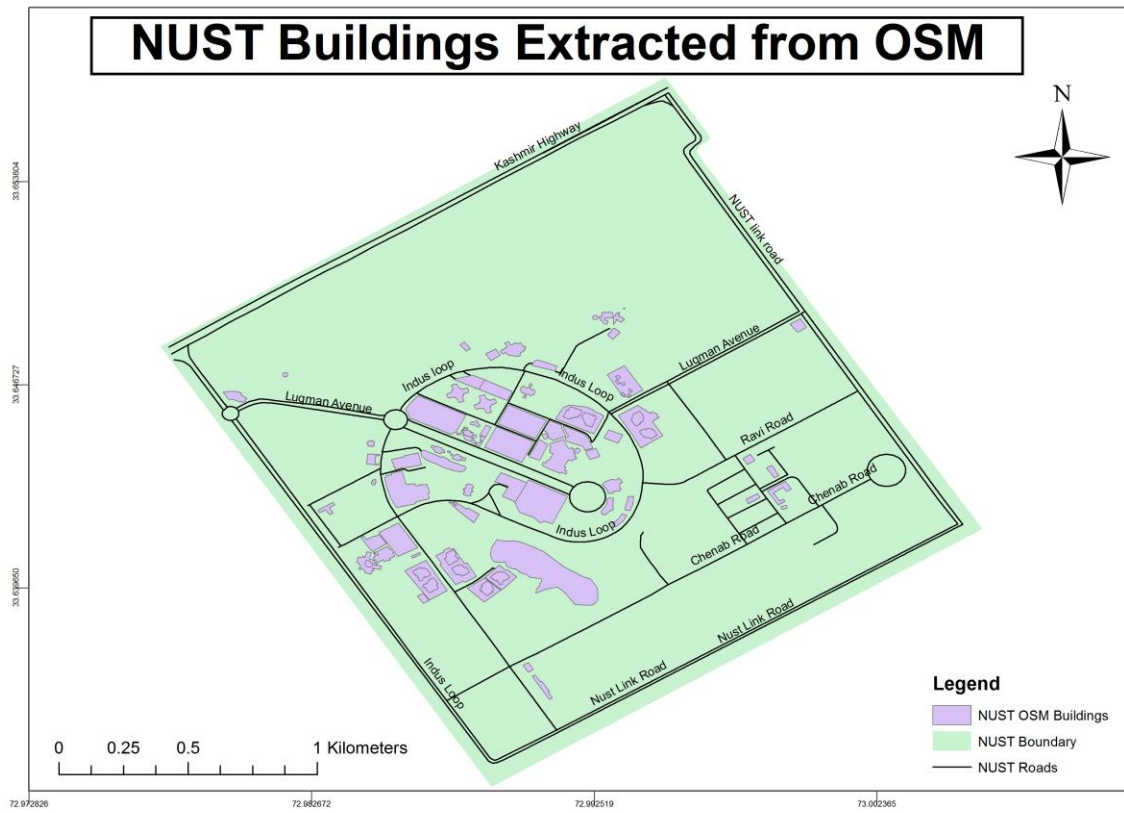 NUST Buildings Extracted from OSM
N
Kashmir Highway
33.653804
NUST link road
Luqman Avenue
33.646727
Indus loop
Indus Loop
Luqman Avenue
Ravi Road
Chenab Road
Indus Loop
Chenab Road
33.639650
Nust Link Road
Indus Loop
Nust Link Road
Legend
NUST OSM Buildings
NUST Boundary
NUST Roads
0 0.25 0.5 1 Kilometers
72.972826 72.982672 72.992519 73.002365